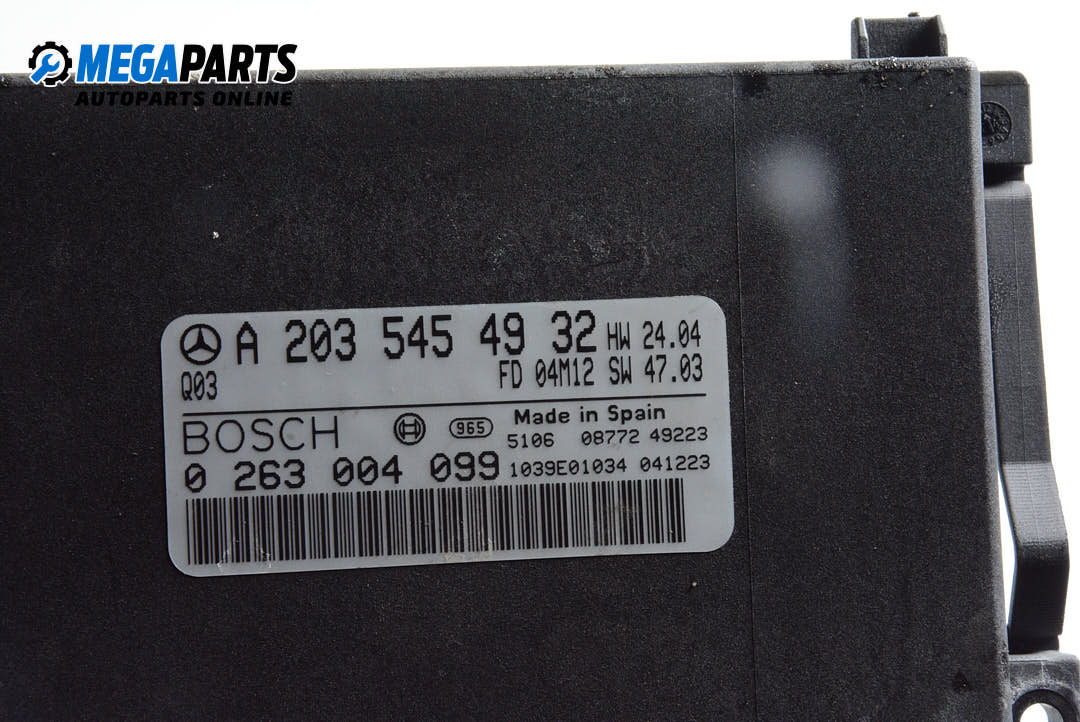 MEGAPARTS
AUTOPARTS ONLINE
A 203 545 49 32 HW 24.04
Q03 FD 04M12 SW 47.03
BOSCH 965 Made in Spain
5106 08772 49223
0 263 004 099 1039E01034 041223